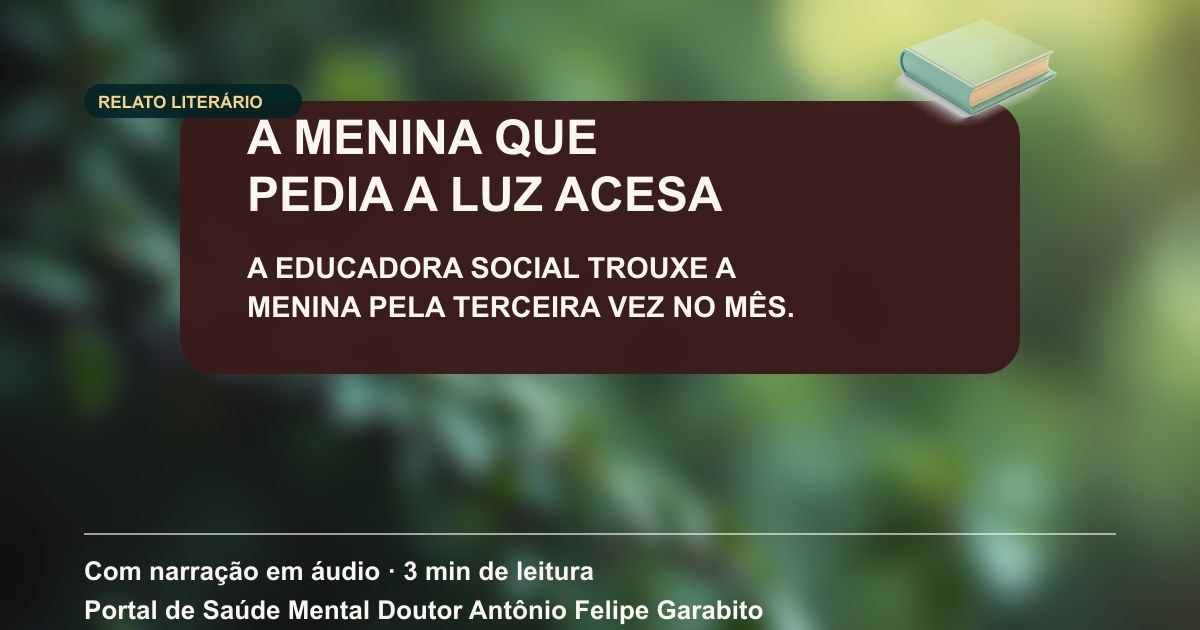 RELATO LITERÁRIO
A MENINA QUE
PEDIA A LUZ ACESA
A EDUCADORA SOCIAL TROUXE A
MENINA PELA TERCEIRA VEZ NO MÊS.
Com narração em áudio · 3 min de leitura
Portal de Saúde Mental Doutor Antônio Felipe Garabito